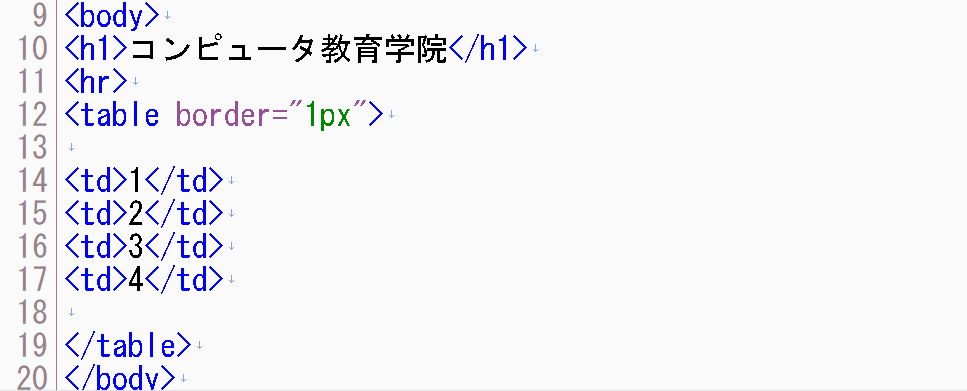 9 <body>
10 <h1>コンピュータ教育学院</h1>
11 <hr>
12 <table border="1px">
13
14 <td>1</td>
15 <td>2</td>
16 <td>3</td>
17 <td>4</td>
18
19 </table>
20 </body>